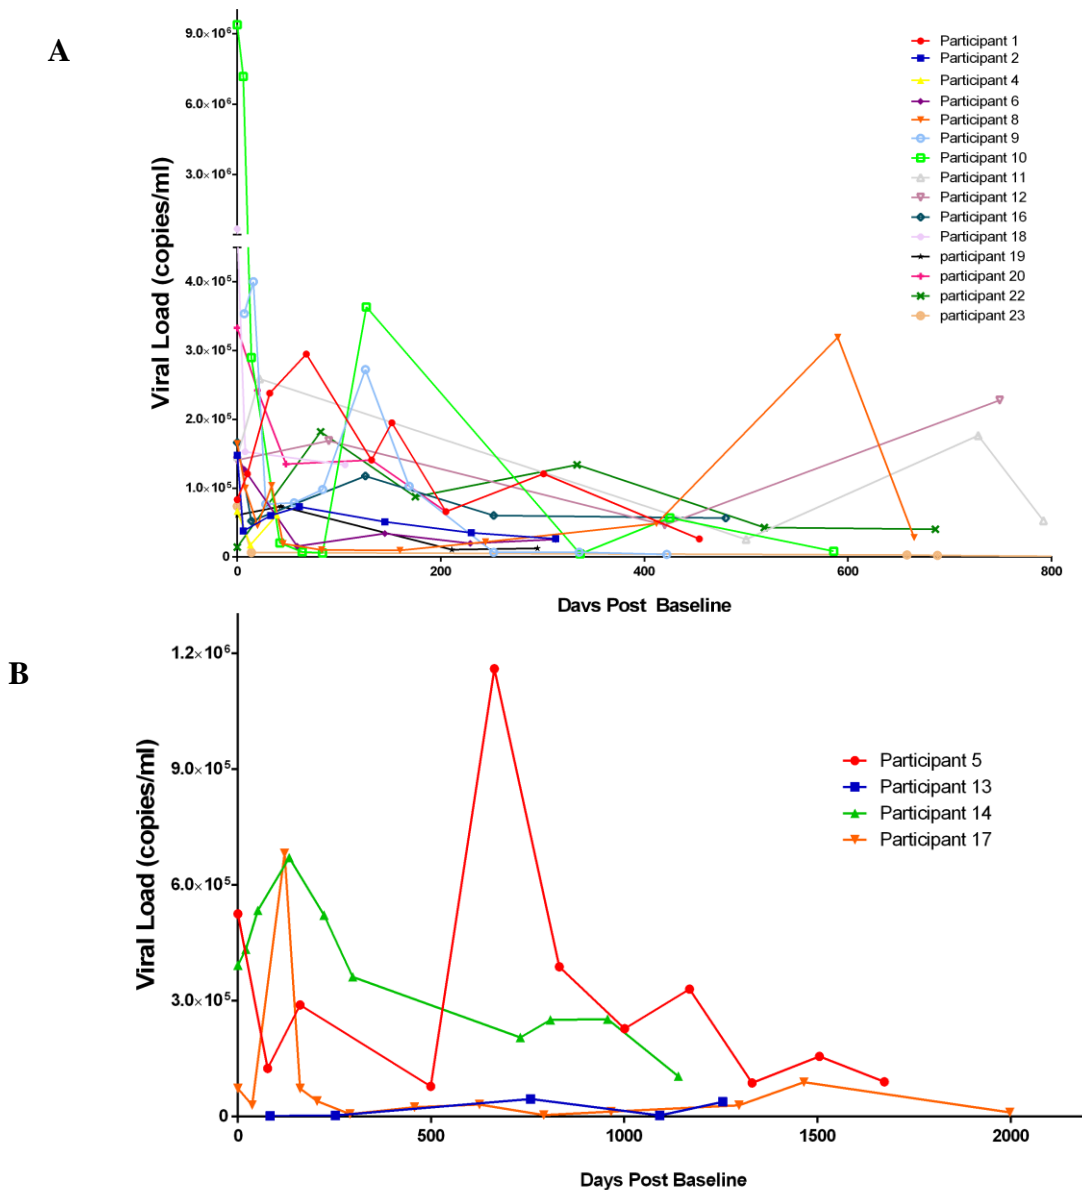 A
Viral Load (copies/ml)
9.0×10⁶
6.0×10⁶
3.0×10⁶
4.0×10⁵
3.0×10⁵
2.0×10⁵
1.0×10⁵
0
0 200 400 600 800
Days Post Baseline
Participant 1
Participant 2
Participant 4
Participant 6
Participant 8
Participant 9
Participant 10
Participant 11
Participant 12
Participant 16
Participant 18
participant 19
participant 20
participant 22
participant 23
B
Viral Load (copies/ml)
1.2×10⁶
9.0×10⁵
6.0×10⁵
3.0×10⁵
0
0 500 1000 1500 2000
Days Post Baseline
Participant 5
Participant 13
Participant 14
Participant 17